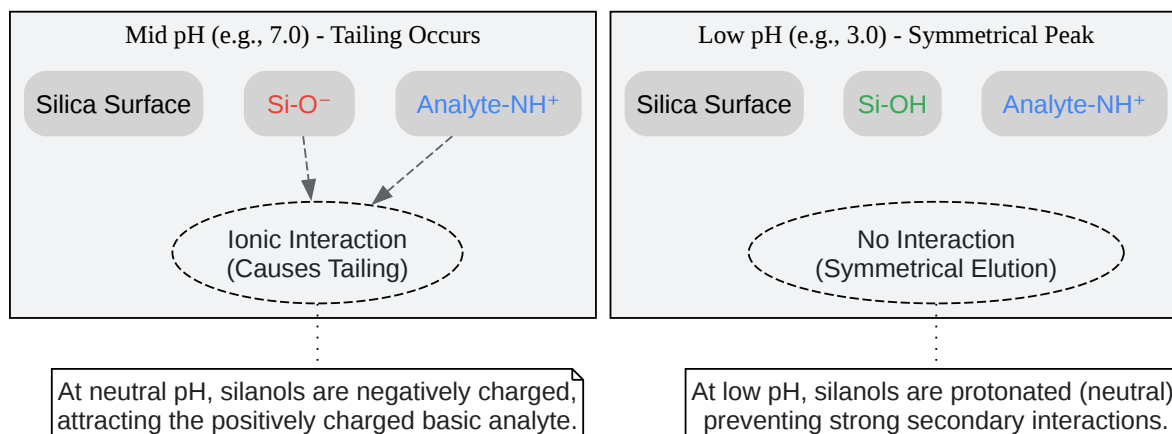 Mid pH (e.g., 7.0) - Tailing Occurs
Silica Surface
Si-O⁻
Analyte-NH⁺
Ionic Interaction
(Causes Tailing)
At neutral pH, silanols are negatively charged,
attracting the positively charged basic analyte.
Low pH (e.g., 3.0) - Symmetrical Peak
Silica Surface
Si-OH
Analyte-NH⁺
No Interaction
(Symmetrical Elution)
At low pH, silanols are protonated (neutral)
preventing strong secondary interactions.